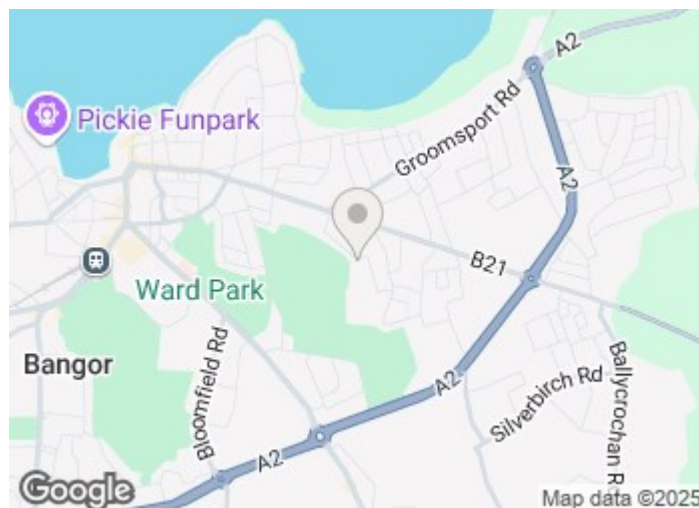 A2
Pickie Funpark
Groomsport Rd
A2
B21
Ward Park
Bangor
Bloomfield Rd
A2
Silverbirch Rd
Ballycrochan Rd
A2
Google
Map data ©2025